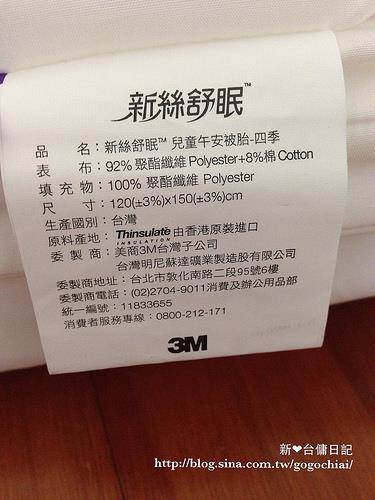 新絲舒眠™
品 名：新絲舒眠™ 兒童午安被胎-四季
表 布：92% 聚酯纖維 Polyester+8%棉 Cotton
填 充 物：100% 聚酯纖維 Polyester
尺 寸：120(±3%)x150(±3%)cm
生產國別：台灣
原料產地：Thinsulate INSULATION 由香港原裝進口
委 製 商：美商3M台灣子公司
台灣明尼蘇達礦業製造股份有限公司
委製商地址：台北市敦化南路二段95號6樓
委製商電話：(02)2704-9011消費及辦公用品部
統一編號：11833655
消費者服務專線：0800-212-171
3M
新❤台傭日記
http://blog.sina.com.tw/gogochiai/